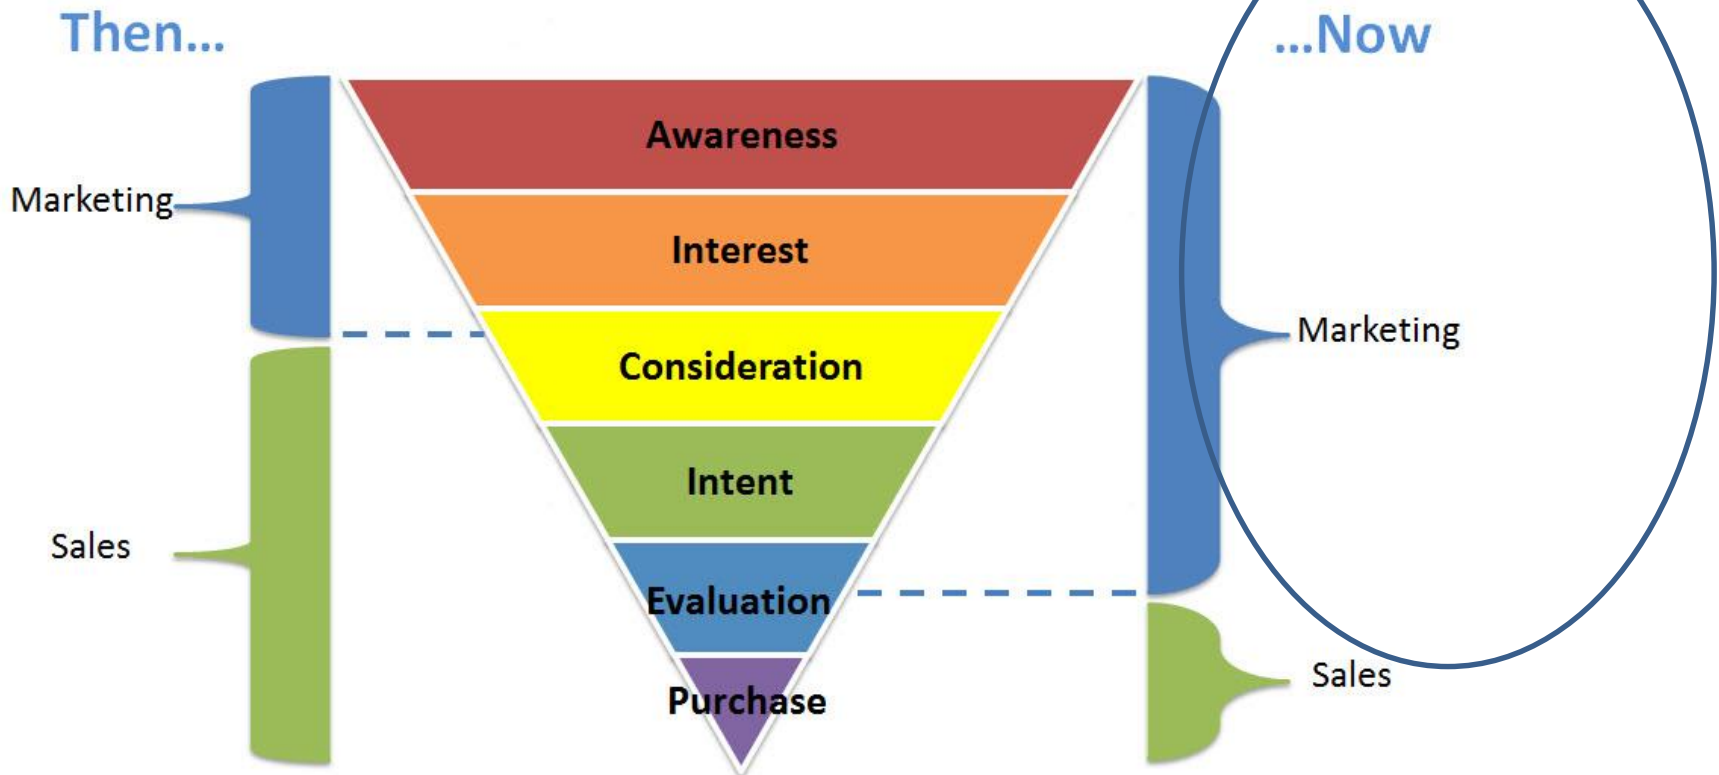 Then...
...Now
Awareness
Marketing
Interest
Marketing
Consideration
Intent
Sales
Evaluation
Sales
Purchase